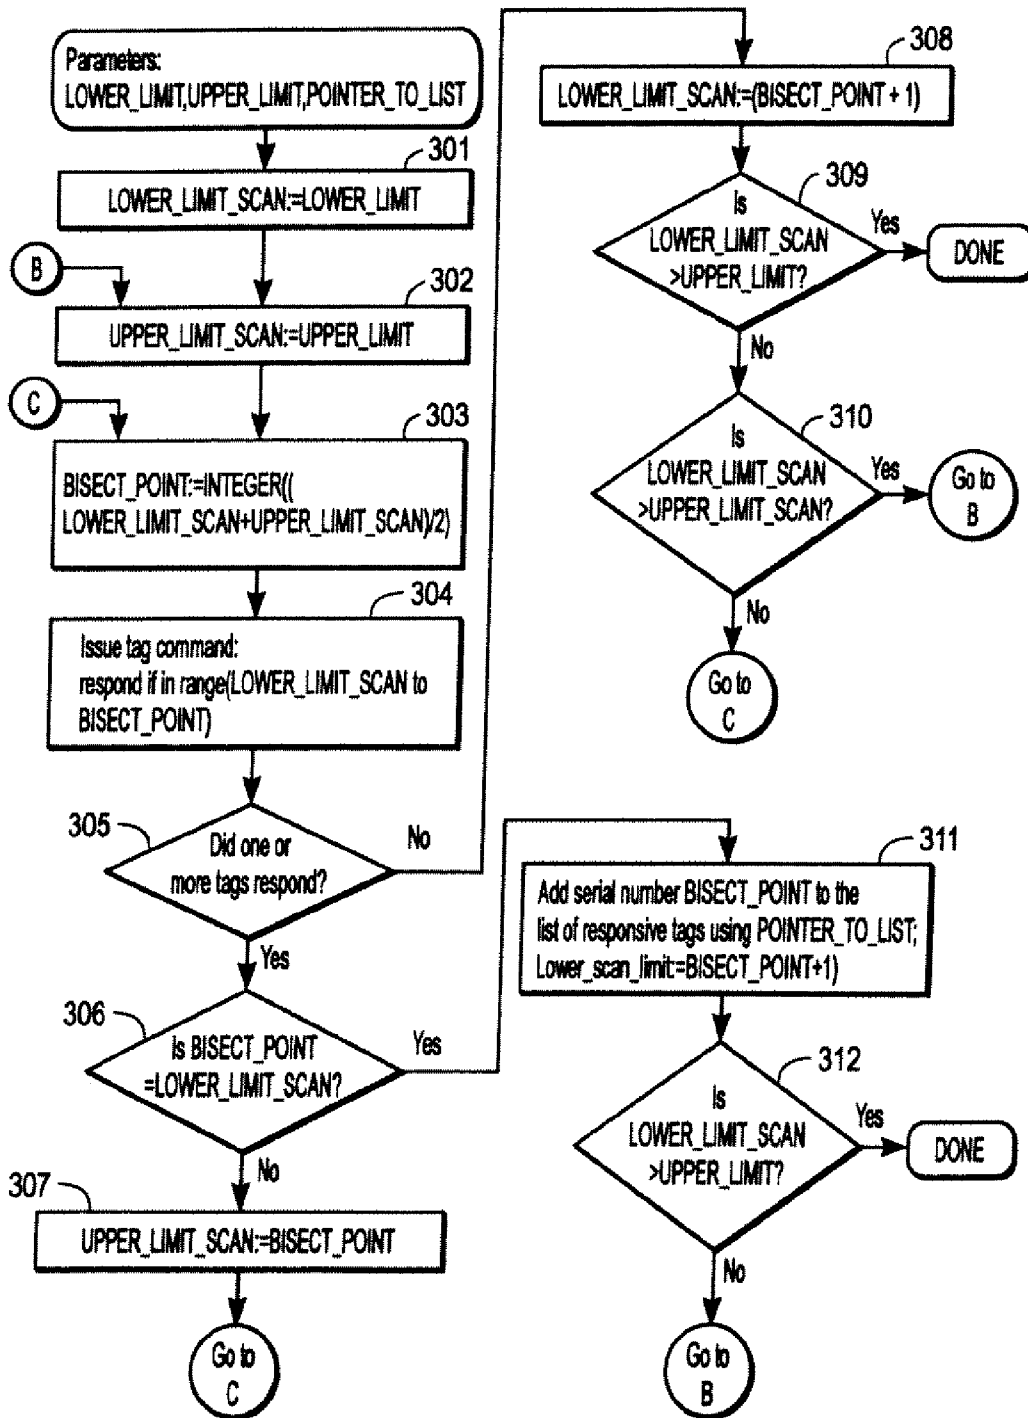 Parameters:
LOWER_LIMIT,UPPER_LIMIT,POINTER_TO_LIST
301
LOWER_LIMIT_SCAN:=LOWER_LIMIT
B
302
UPPER_LIMIT_SCAN:=UPPER_LIMIT
C
303
BISECT_POINT:=INTEGER((
LOWER_LIMIT_SCAN+UPPER_LIMIT_SCAN)/2)
304
Issue tag command:
respond if in range(LOWER_LIMIT_SCAN to
BISECT_POINT)
305
Did one or
more tags respond?
No
Yes
306
Is BISECT_POINT
=LOWER_LIMIT_SCAN?
Yes
No
307
UPPER_LIMIT_SCAN:=BISECT_POINT
Go to
C
308
LOWER_LIMIT_SCAN:=(BISECT_POINT + 1)
309
Is
LOWER_LIMIT_SCAN
>UPPER_LIMIT?
Yes
DONE
No
310
Is
LOWER_LIMIT_SCAN
>UPPER_LIMIT_SCAN?
Yes
Go to
B
No
Go to
C
311
Add serial number BISECT_POINT to the
list of responsive tags using POINTER_TO_LIST;
Lower_scan_limit:=BISECT_POINT+1)
312
Is
LOWER_LIMIT_SCAN
>UPPER_LIMIT?
Yes
DONE
No
Go to
B